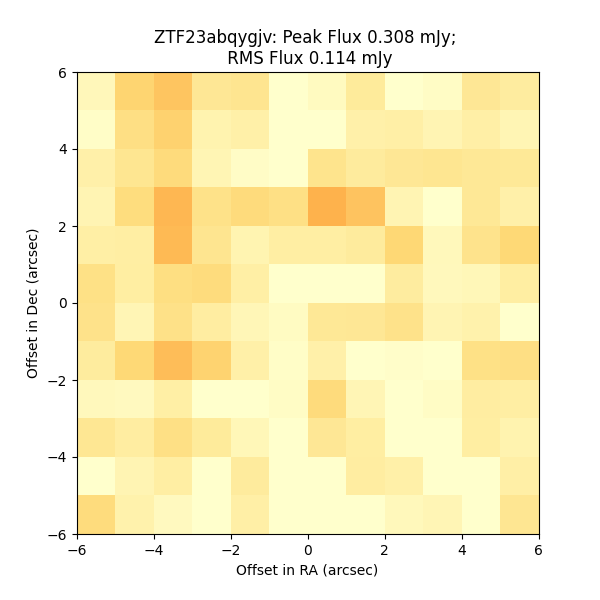 ZTF23abqygjv: Peak Flux 0.308 mJy;
RMS Flux 0.114 mJy
6
4
2
0
−2
−4
−6
Offset in Dec (arcsec)
−6 −4 −2 0 2 4 6
Offset in RA (arcsec)